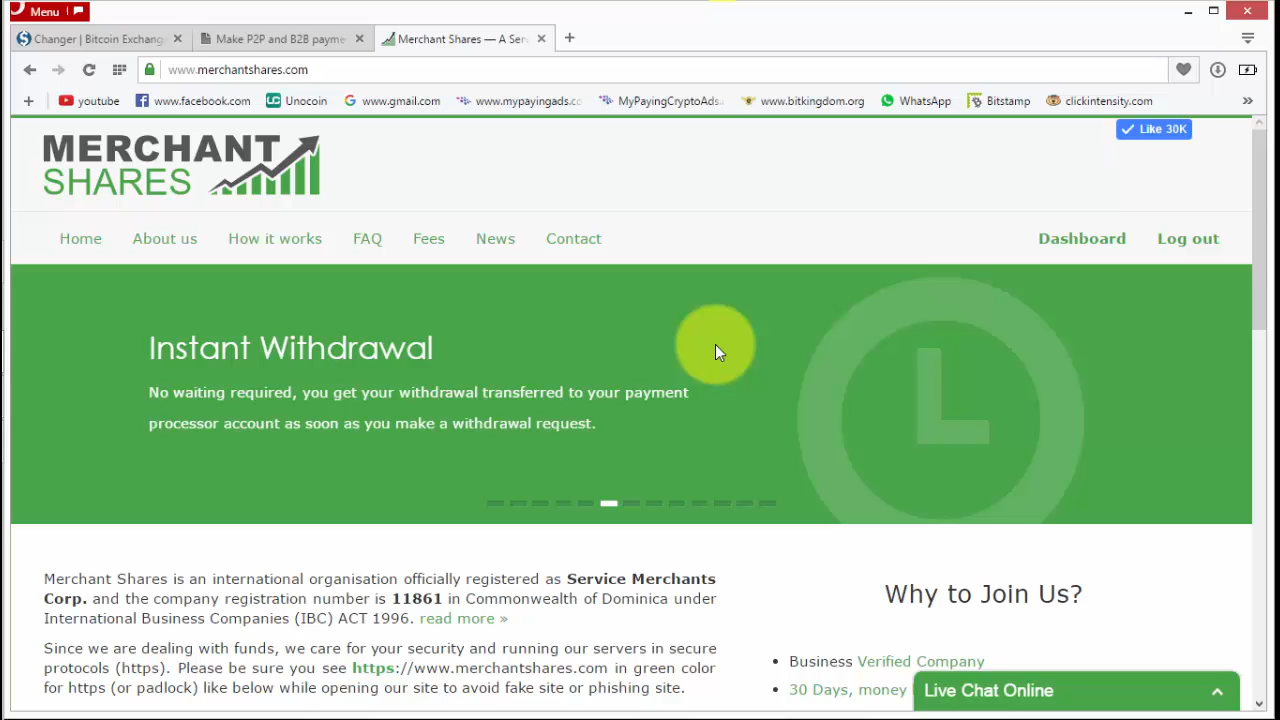 Menu
Changer | Bitcoin Exchang
Make P2P and B2B payme
Merchant Shares — A Ser
www.merchantshares.com
youtube
www.facebook.com
Unocoin
www.gmail.com
www.mypayingads.cc
MyPayingCryptoAds
www.bitkingdom.org
WhatsApp
Bitstamp
clickintensity.com
Like 30K
MERCHANT
SHARES
Home
About us
How it works
FAQ
Fees
News
Contact
Dashboard
Log out
Instant Withdrawal
No waiting required, you get your withdrawal transferred to your payment
processor account as soon as you make a withdrawal request.
Merchant Shares is an international organisation officially registered as Service Merchants
Corp. and the company registration number is 11861 in Commonwealth of Dominica under
International Business Companies (IBC) ACT 1996. read more »
Since we are dealing with funds, we care for your security and running our servers in secure
protocols (https). Please be sure you see https://www.merchantshares.com in green color
for https (or padlock) like below while opening our site to avoid fake site or phishing site.
Why to Join Us?
• Business Verified Company
• 30 Days, money
Live Chat Online